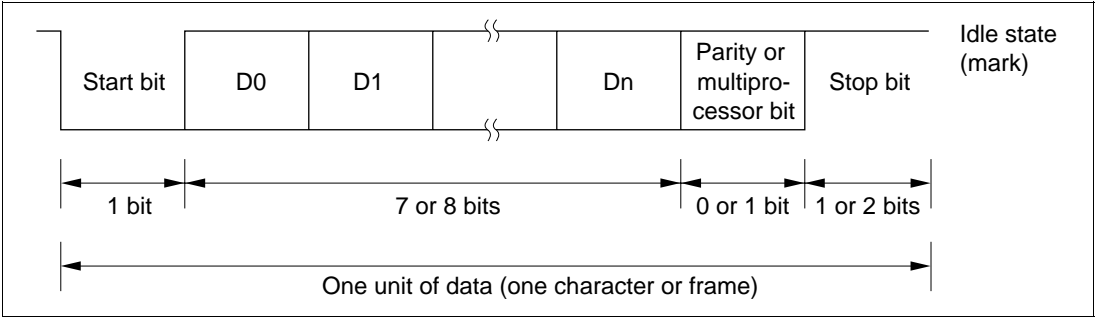 Idle state
(mark)
Start bit
D0
D1
Dn
Parity or
multipro-
cessor bit
Stop bit
1 bit
7 or 8 bits
0 or 1 bit
1 or 2 bits
One unit of data (one character or frame)